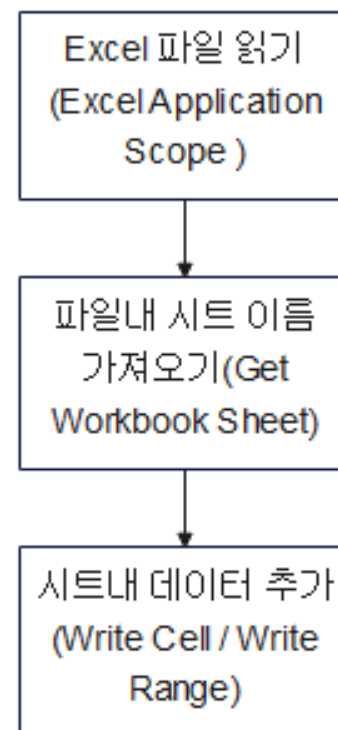 Excel 파일 읽기
(Excel Application
Scope )
파일내 시트 이름
가져오기(Get
Workbook Sheet)
시트내 데이터 추가
(Write Cell / Write
Range)